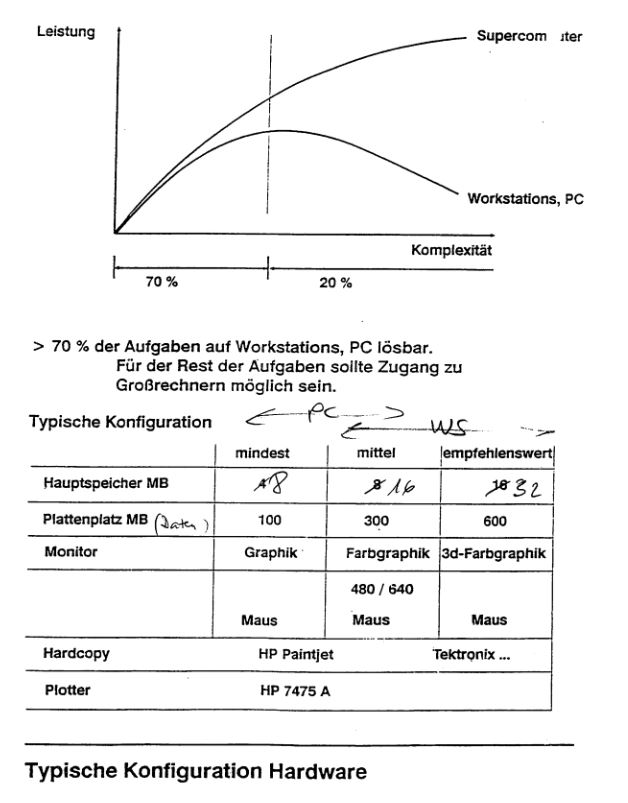 Leistung
Supercom ıter
Workstations, PC
Komplexität
70 % 20 %
> 70 % der Aufgaben auf Workstations, PC lösbar.
Für der Rest der Aufgaben sollte Zugang zu
Großrechnern möglich sein.
Typische Konfiguration PC
WS
mindest mittel empfehlenswert
Hauptspeicher MB 4 8 8 16 16 32
Plattenplatz MB (Daten) 100 300 600
Monitor Graphik Farbgraphik 3d-Farbgraphik
480 / 640
Maus Maus Maus
Hardcopy HP Paintjet Tektronix ...
Plotter HP 7475 A
Typische Konfiguration Hardware